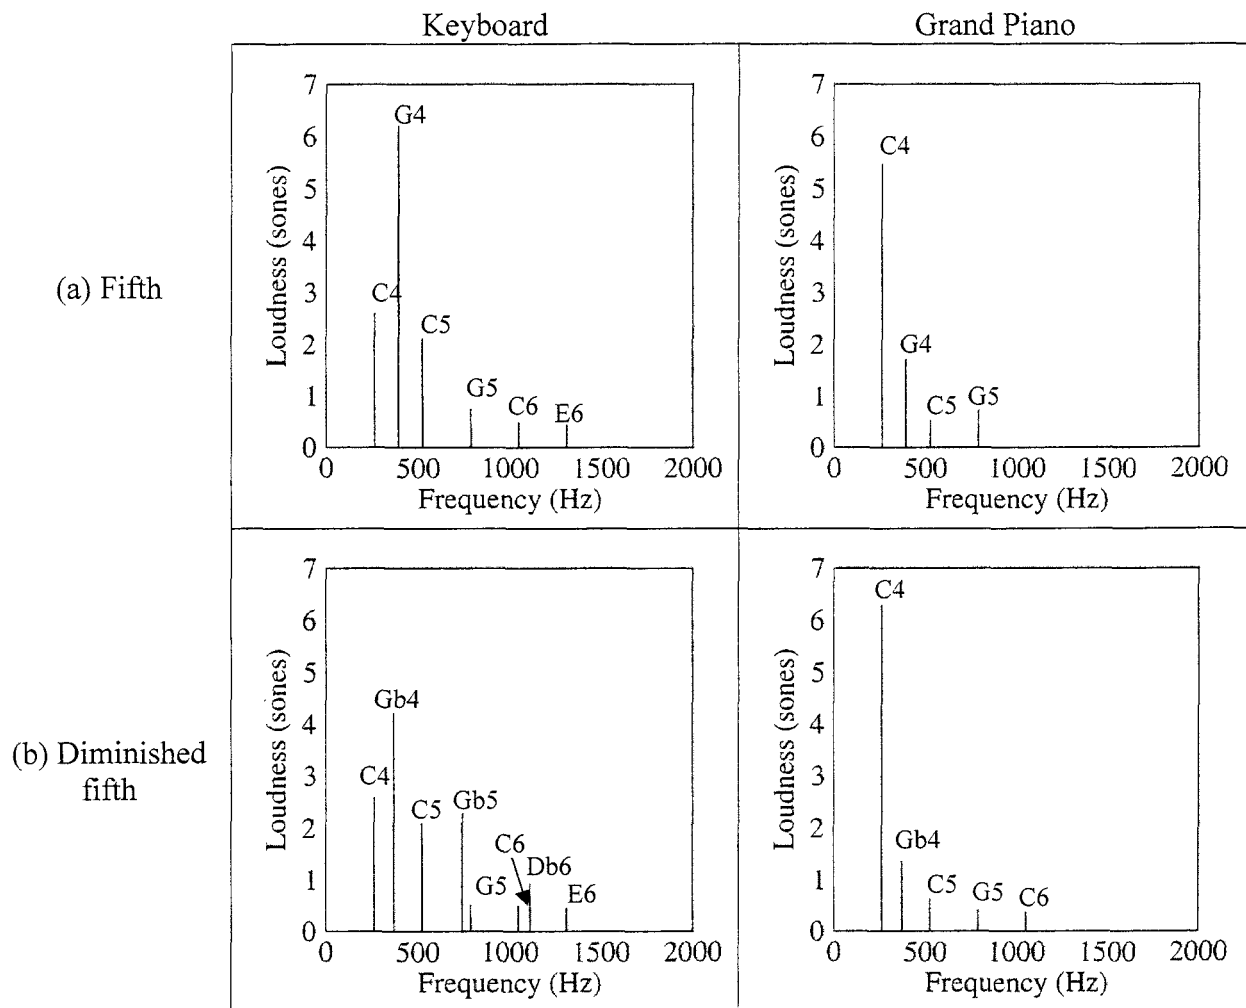 Keyboard
Grand Piano
(a) Fifth
7
6
5
4
3
2
1
0
Loudness (sones)
C4
G4
C5
G5
C6
E6
0 500 1000 1500 2000
Frequency (Hz)
7
6
5
4
3
2
1
0
Loudness (sones)
C4
G4
C5
G5
0 500 1000 1500 2000
Frequency (Hz)
(b) Diminished
fifth
7
6
5
4
3
2
1
0
Loudness (sones)
C4
Gb4
C5
Gb5
G5
C6
Db6
E6
0 500 1000 1500 2000
Frequency (Hz)
7
6
5
4
3
2
1
0
Loudness (sones)
C4
Gb4
C5
G5
C6
0 500 1000 1500 2000
Frequency (Hz)